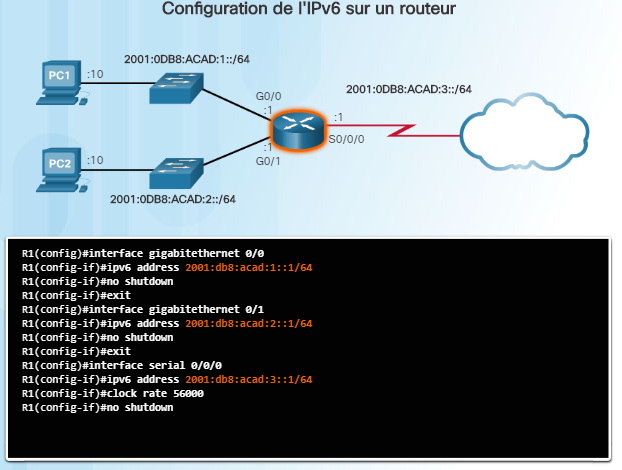 Configuration de l'IPv6 sur un routeur
2001:0DB8:ACAD:1::/64
PC1
:10
G0/0
:1
2001:0DB8:ACAD:3::/64
:1
S0/0/0
PC2
:10
:1
G0/1
2001:0DB8:ACAD:2::/64
R1(config)#interface gigabitethernet 0/0
R1(config-if)#ipv6 address 2001:db8:acad:1::1/64
R1(config-if)#no shutdown
R1(config-if)#exit
R1(config)#interface gigabitethernet 0/1
R1(config-if)#ipv6 address 2001:db8:acad:2::1/64
R1(config-if)#no shutdown
R1(config-if)#exit
R1(config)#interface serial 0/0/0
R1(config-if)#ipv6 address 2001:db8:acad:3::1/64
R1(config-if)#clock rate 56000
R1(config-if)#no shutdown